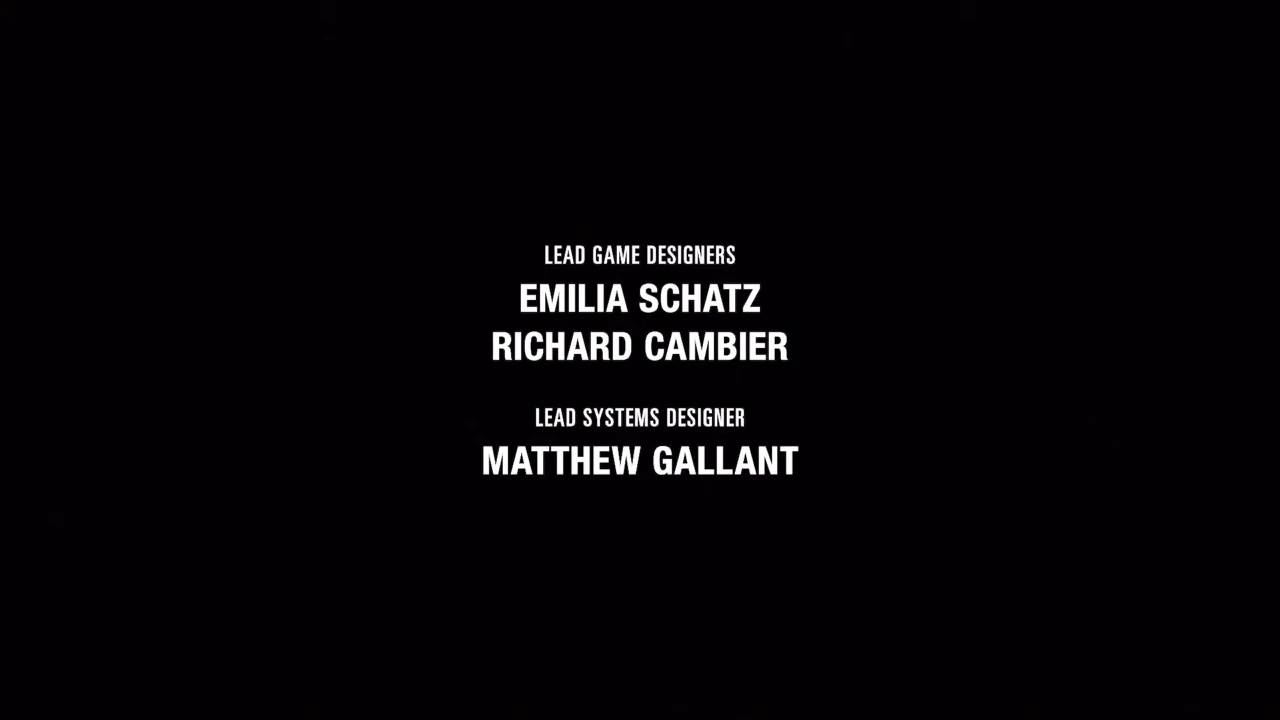 LEAD GAME DESIGNERS
EMILIA SCHATZ
RICHARD CAMBIER
LEAD SYSTEMS DESIGNER
MATTHEW GALLANT